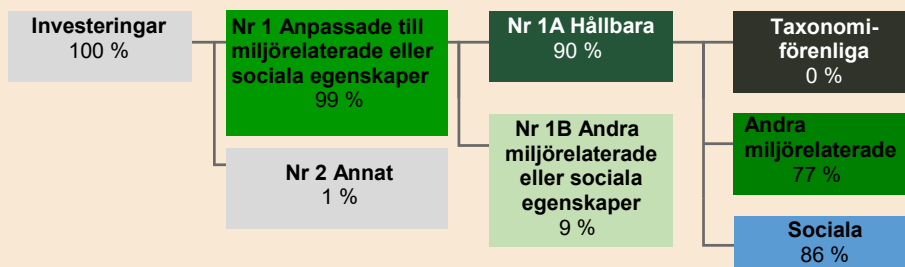 Investeringar
100 %
Nr 1 Anpassade till
miljörelaterade eller
sociala egenskaper
99 %
Nr 2 Annat
1 %
Nr 1A Hållbara
90 %
Nr 1B Andra
miljörelaterade
eller sociala
egenskaper
9 %
Taxonomi-
förenliga
0 %
Andra
miljörelaterade
77 %
Sociala
86 %